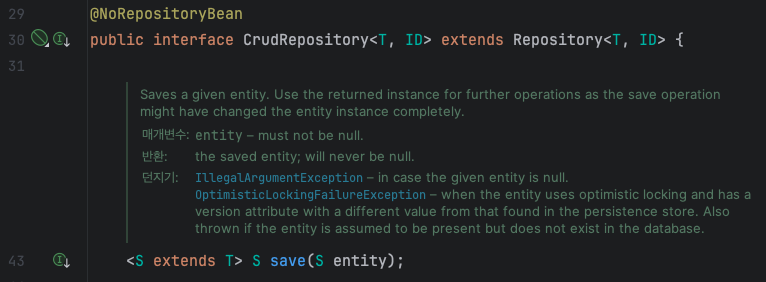 29 @NoRepositoryBean
30 public interface CrudRepository<T, ID> extends Repository<T, ID> {
31
Saves a given entity. Use the returned instance for further operations as the save operation
might have changed the entity instance completely.
매개변수: entity – must not be null.
반환: the saved entity; will never be null.
던지기: IllegalArgumentException – in case the given entity is null.
OptimisticLockingFailureException – when the entity uses optimistic locking and has a
version attribute with a different value from that found in the persistence store. Also
thrown if the entity is assumed to be present but does not exist in the database.
43 <S extends T> S save(S entity);